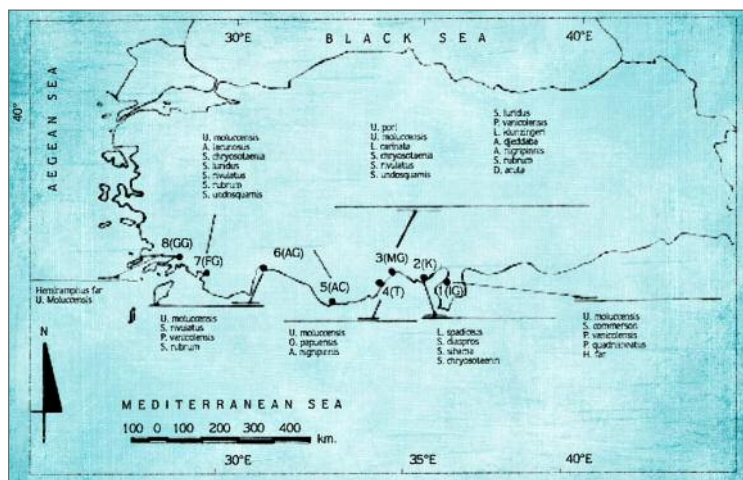 30°E
BLACK SEA
40°E
40°
AEGEAN SEA
U. moluccensis
A. lacunosus
S. chrysotaenia
S. luridus
S. rivulatus
S. rubrum
S. undosquamis
U. pori
U. moluccensis
L. carinata
S. chrysotaenia
S. rivulatus
S. undosquamis
S. luridus
P. vanicolensis
L. klunzingeri
A. djeddaba
A. nigripinnis
S. rubrum
D. acuta
8(GG)
7(FG)
6(AG)
5(AC)
4(T)
3(MG)
2(K)
1(IG)
Hemiramphus far
U. Moluccensis
U. moluccensis
S. rivulatus
P. vanicolensis
S. rubrum
U. moluccensis
O. papuensis
A. nigripinnis
L. spadiceus
S. diaspros
S. sihama
S. chrysotaenn
U. moluccensis
S. commerson
P. vanicolensis
P. quadrilineatus
H. far
N
MEDITERRANEAN SEA
100 0 100 200 300 400
km.
30°E
35°E
40°E